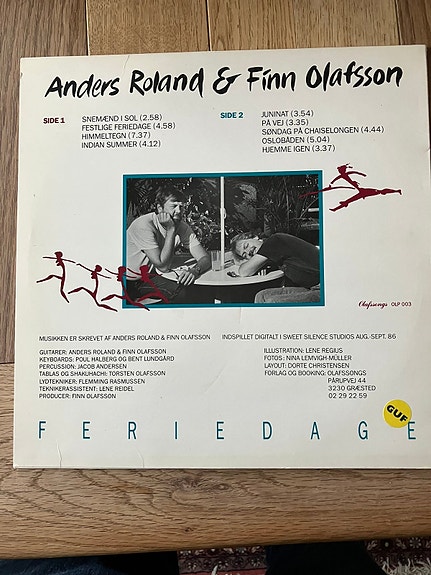 Anders Roland & Finn Olafsson
SIDE 1
SNEMÆND I SOL (2.58)
FESTLIGE FERIEDAGE (4.58)
HIMMELTEGN (7.37)
INDIAN SUMMER (4.12)
SIDE 2
JUNINAT (3.54)
PÅ VEJ (3.35)
SØNDAG PÅ CHAISELONGEN (4.44)
OSLOBÅDEN (5.04)
HJEMME IGEN (3.37)
Olafssongs OLP 003
MUSIKKEN ER SKREVET AF ANDERS ROLAND & FINN OLAFSSON
INDSPILLET DIGITALT I SWEET SILENCE STUDIOS AUG.-SEPT. 86
GUITARER: ANDERS ROLAND & FINN OLAFSSON
KEYBOARDS: POUL HALBERG OG BENT LUNDGÅRD
PERCUSSION: JACOB ANDERSEN
TABLAS OG SHAKUHACHI: TORSTEN OLAFSSON
LYDTEKNIKER: FLEMMING RASMUSSEN
TEKNIKERASSISTENT: LENE REIDEL
PRODUCER: FINN OLAFSSON
ILLUSTRATION: LENE REGIUS
FOTOS: NINA LEMVIGH-MÜLLER
LAYOUT: DORTE CHRISTENSEN
FORLAG OG BOOKING: OLAFSSONGS
PÅRUPVEJ 44
3230 GRÆSTED
02 29 22 59
GUF
FERIEDAGE